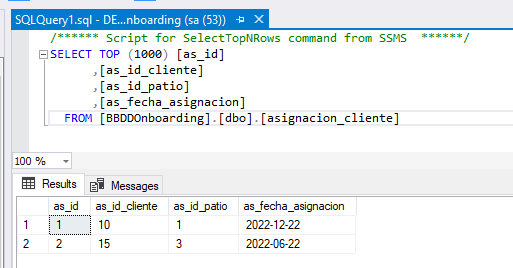 SQLQuery1.sql - DE...nboarding (sa (53))
/****** Script for SelectTopNRows command from SSMS  ******/
SELECT TOP (1000) [as_id]
,[as_id_cliente]
,[as_id_patio]
,[as_fecha_asignacion]
FROM [BBDDOnboarding].[dbo].[asignacion_cliente]
100 %
Results Messages
as_id as_id_cliente as_id_patio as_fecha_asignacion
1 1 10 1 2022-12-22
2 2 15 3 2022-06-22